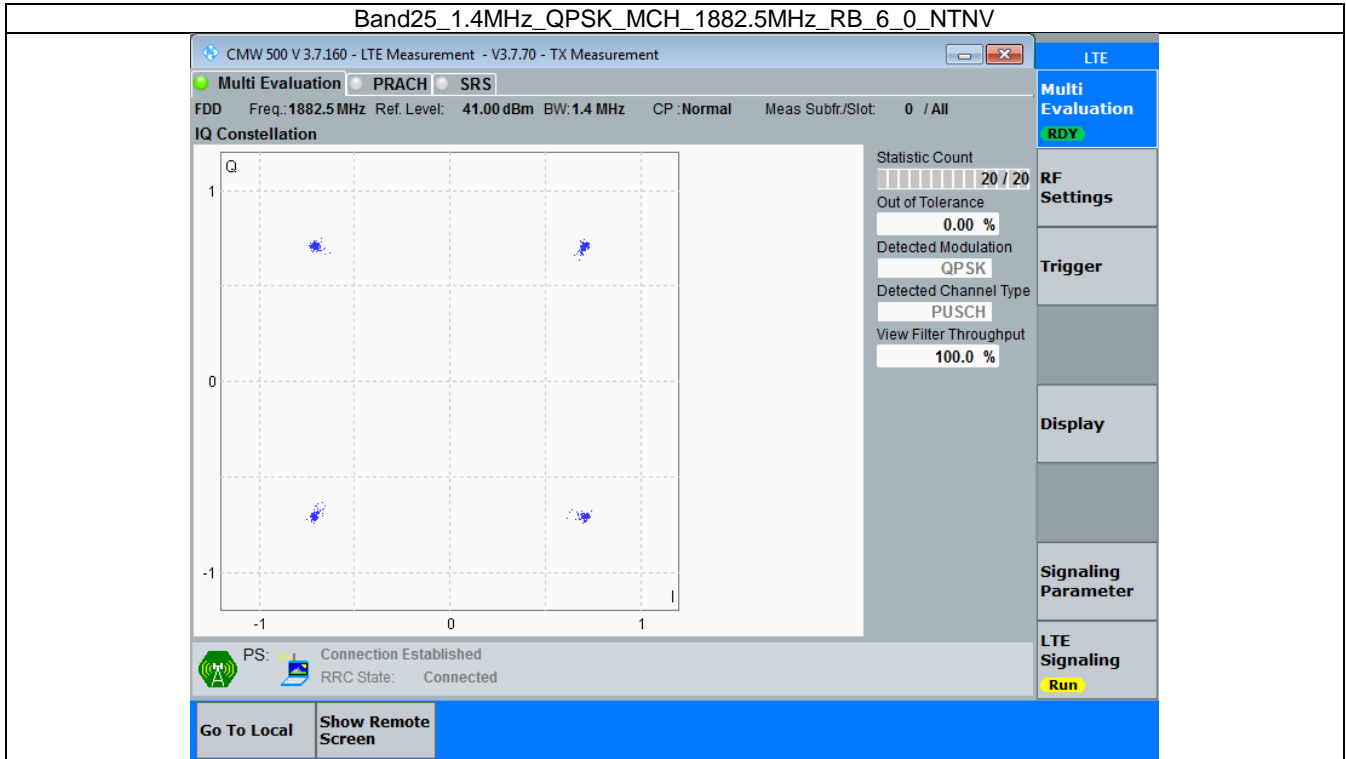 Band25_1.4MHz_QPSK_MCH_1882.5MHz_RB_6_0_NTNV
CMW 500 V 3.7.160 - LTE Measurement - V3.7.70 - TX Measurement
LTE
Multi Evaluation PRACH SRS
Multi
Evaluation
RDY
FDD Freq.: 1882.5 MHz Ref. Level: 41.00 dBm BW: 1.4 MHz CP : Normal Meas Subfr./Slot: 0 / All
IQ Constellation
Q
1
0
-1
I
-1 0 1
Statistic Count
20 / 20
Out of Tolerance
0.00 %
Detected Modulation
QPSK
Detected Channel Type
PUSCH
View Filter Throughput
100.0 %
RF
Settings
Trigger
Display
Signaling
Parameter
LTE
Signaling
Run
PS: Connection Established
RRC State: Connected
Go To Local
Show Remote
Screen